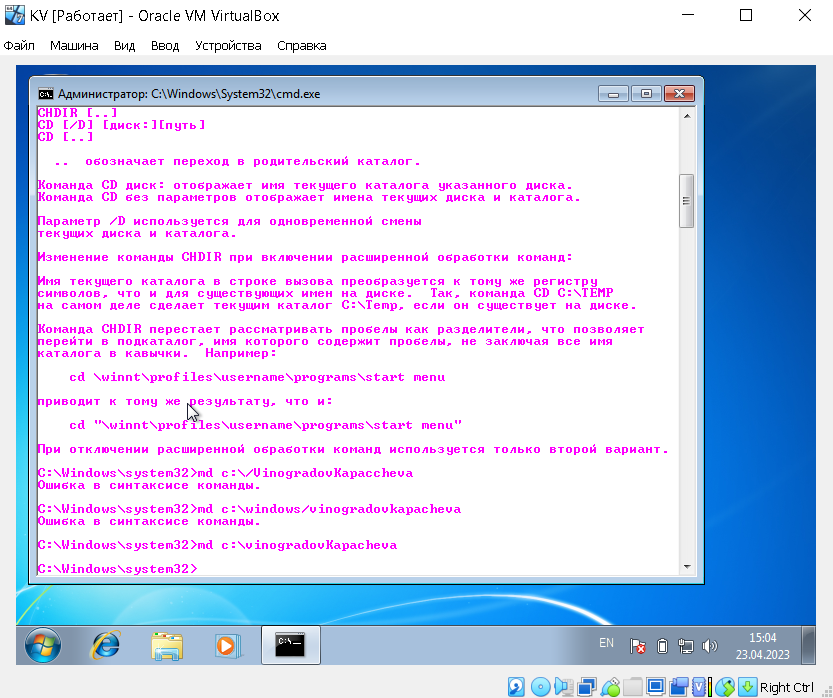 KV [Работает] - Oracle VM VirtualBox
Файл Машина Вид Ввод Устройства Справка
Администратор: C:\Windows\System32\cmd.exe
CHDIR [..]
CD [/D] [диск:][путь]
CD [..]
.. обозначает переход в родительский каталог.
Команда CD диск: отображает имя текущего каталога указанного диска.
Команда CD без параметров отображает имена текущих диска и каталога.
Параметр /D используется для одновременной смены
текущих диска и каталога.
Изменение команды CHDIR при включении расширенной обработки команд:
Имя текущего каталога в строке вызова преобразуется к тому же регистру
символов, что и для существующих имен на диске. Так, команда CD C:\TEMP
на самом деле сделает текущим каталог C:\Temp, если он существует на диске.
Команда CHDIR перестает рассматривать пробелы как разделители, что позволяет
перейти в подкаталог, имя которого содержит пробелы, не заключая все имя
каталога в кавычки. Например:
cd \winnt\profiles\username\programs\start menu
приводит к тому же результату, что и:
cd "\winnt\profiles\username\programs\start menu"
При отключении расширенной обработки команд используется только второй вариант.
C:\Windows\system32>md c:\/VinogradovKapaccheva
Ошибка в синтаксисе команды.
C:\Windows\system32>md c:\windows/vinogradovkapacheva
Ошибка в синтаксисе команды.
C:\Windows\system32>md c:\vinogradovKapacheva
C:\Windows\system32>
EN
15:04
23.04.2023
Right Ctrl